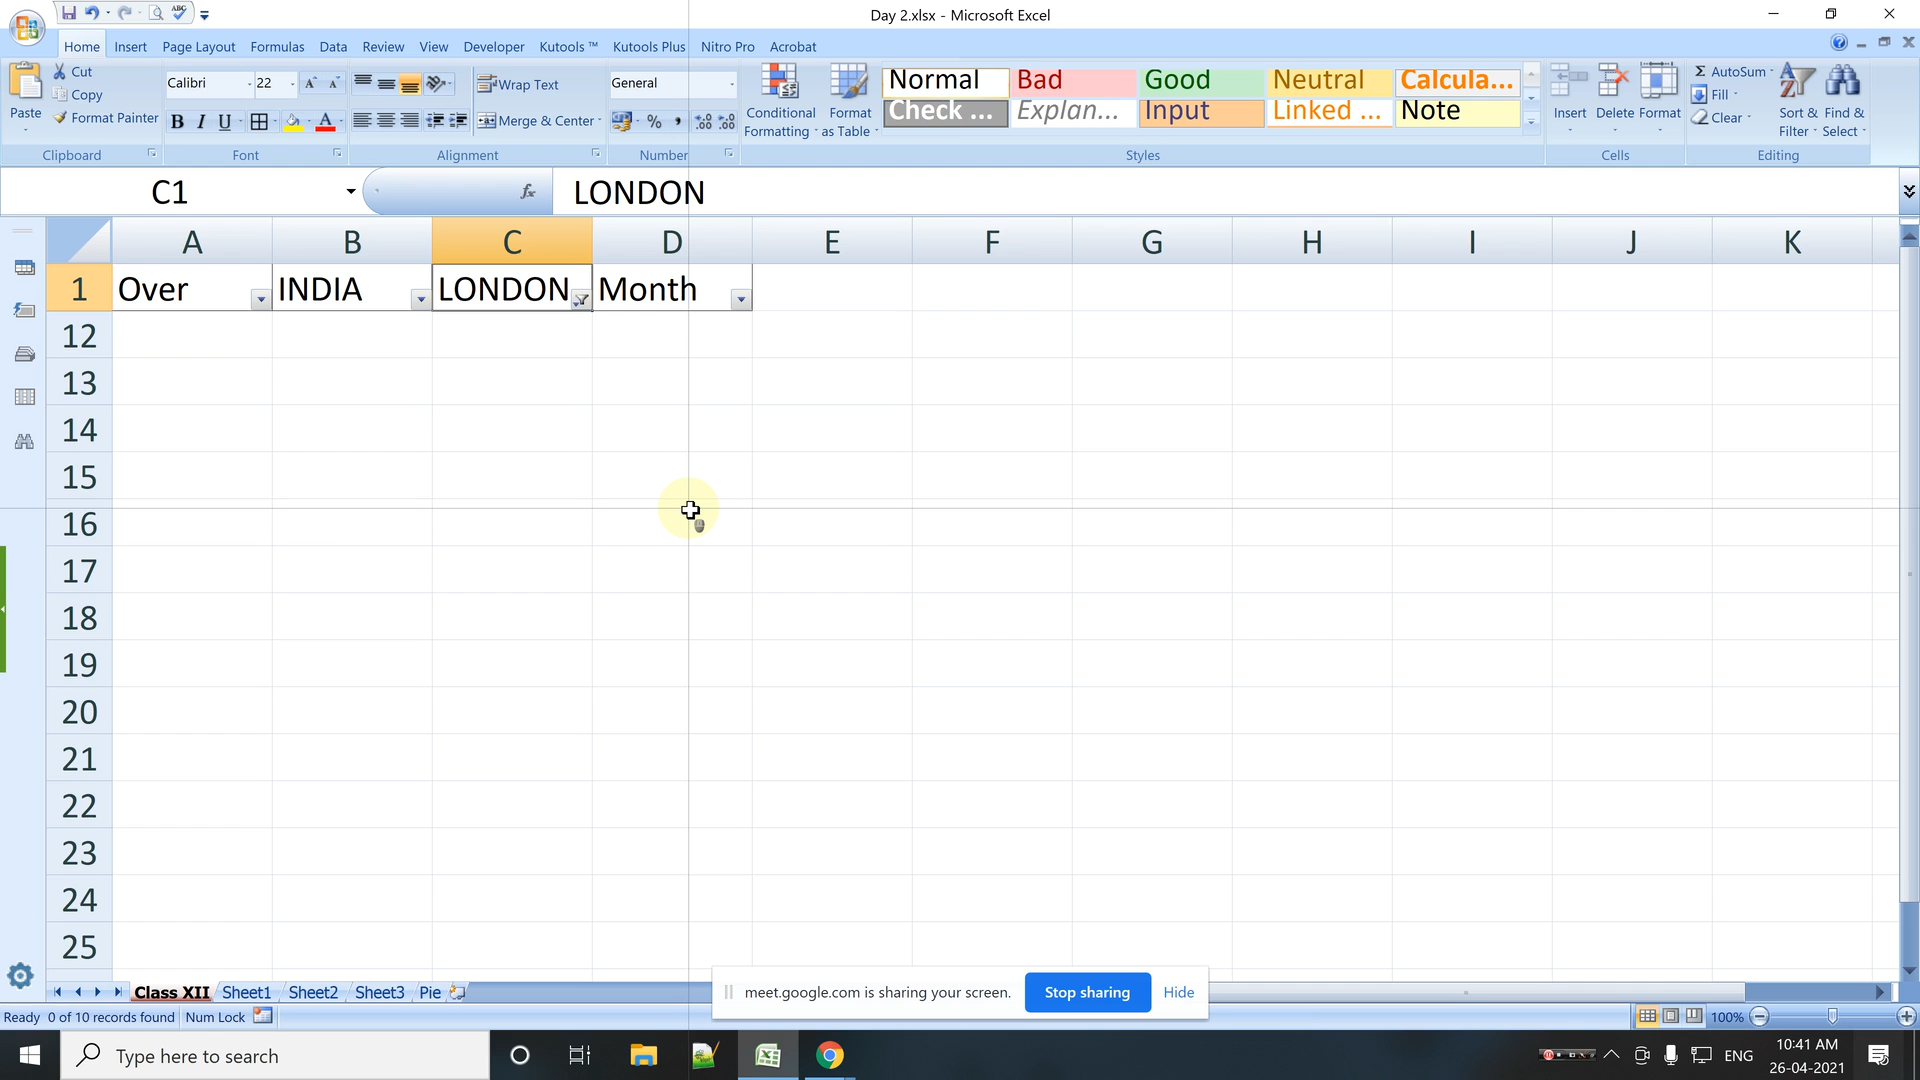 Day 2.xlsx - Microsoft Excel
Home Insert Page Layout Formulas Data Review View Developer Kutools ™ Kutools Plus Nitro Pro Acrobat
Paste Cut Copy Format Painter
Calibri 22 A A
B I U A
Wrap Text
Merge & Center
General
%
Conditional Formatting
Format as Table
Normal Bad Good Neutral Calcula...
Check ... Explan... Input Linked ... Note
Insert Delete Format
Σ AutoSum
Fill
Clear
Sort & Filter
Find & Select
Clipboard Font Alignment Number Styles Cells Editing
C1 fx LONDON
A B C D E F G H I J K
1 Over INDIA LONDON Month
12
13
14
15
16
17
18
19
20
21
22
23
24
25
Class XII Sheet1 Sheet2 Sheet3 Pie
meet.google.com is sharing your screen. Stop sharing Hide
Ready 0 of 10 records found Num Lock 100%
Type here to search
ENG
10:41 AM
26-04-2021